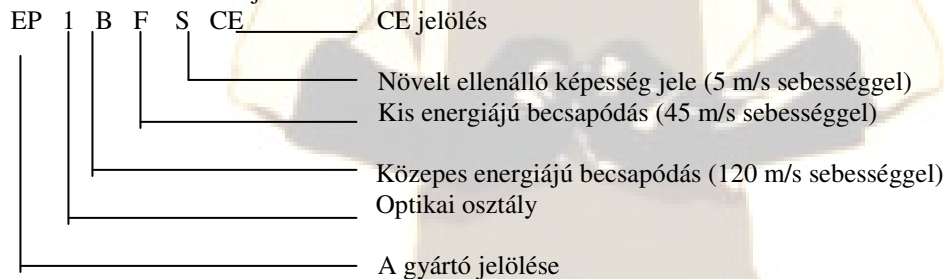 EP 1 B F S CE CE jelölés
Növelt ellenálló képesség jele (5 m/s sebességgel)
Kis energiájú becsapódás (45 m/s sebességgel)
Közepes energiájú becsapódás (120 m/s sebességgel)
Optikai osztály
A gyártó jelölése